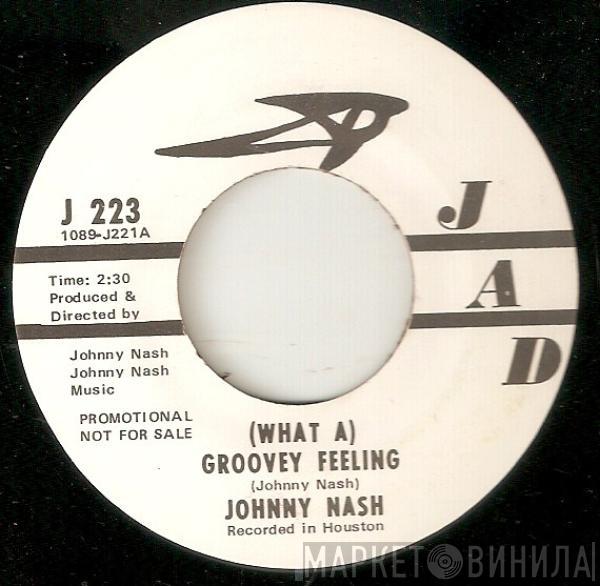 J 223
1089-J221A
J
A
D
Time: 2:30
Produced &
Directed by
Johnny Nash
Johnny Nash
Music
PROMOTIONAL
NOT FOR SALE
(WHAT A)
GROOVEY FEELING
(Johnny Nash)
JOHNNY NASH
Recorded in Houston
МАРКЕТ ВИНИЛА